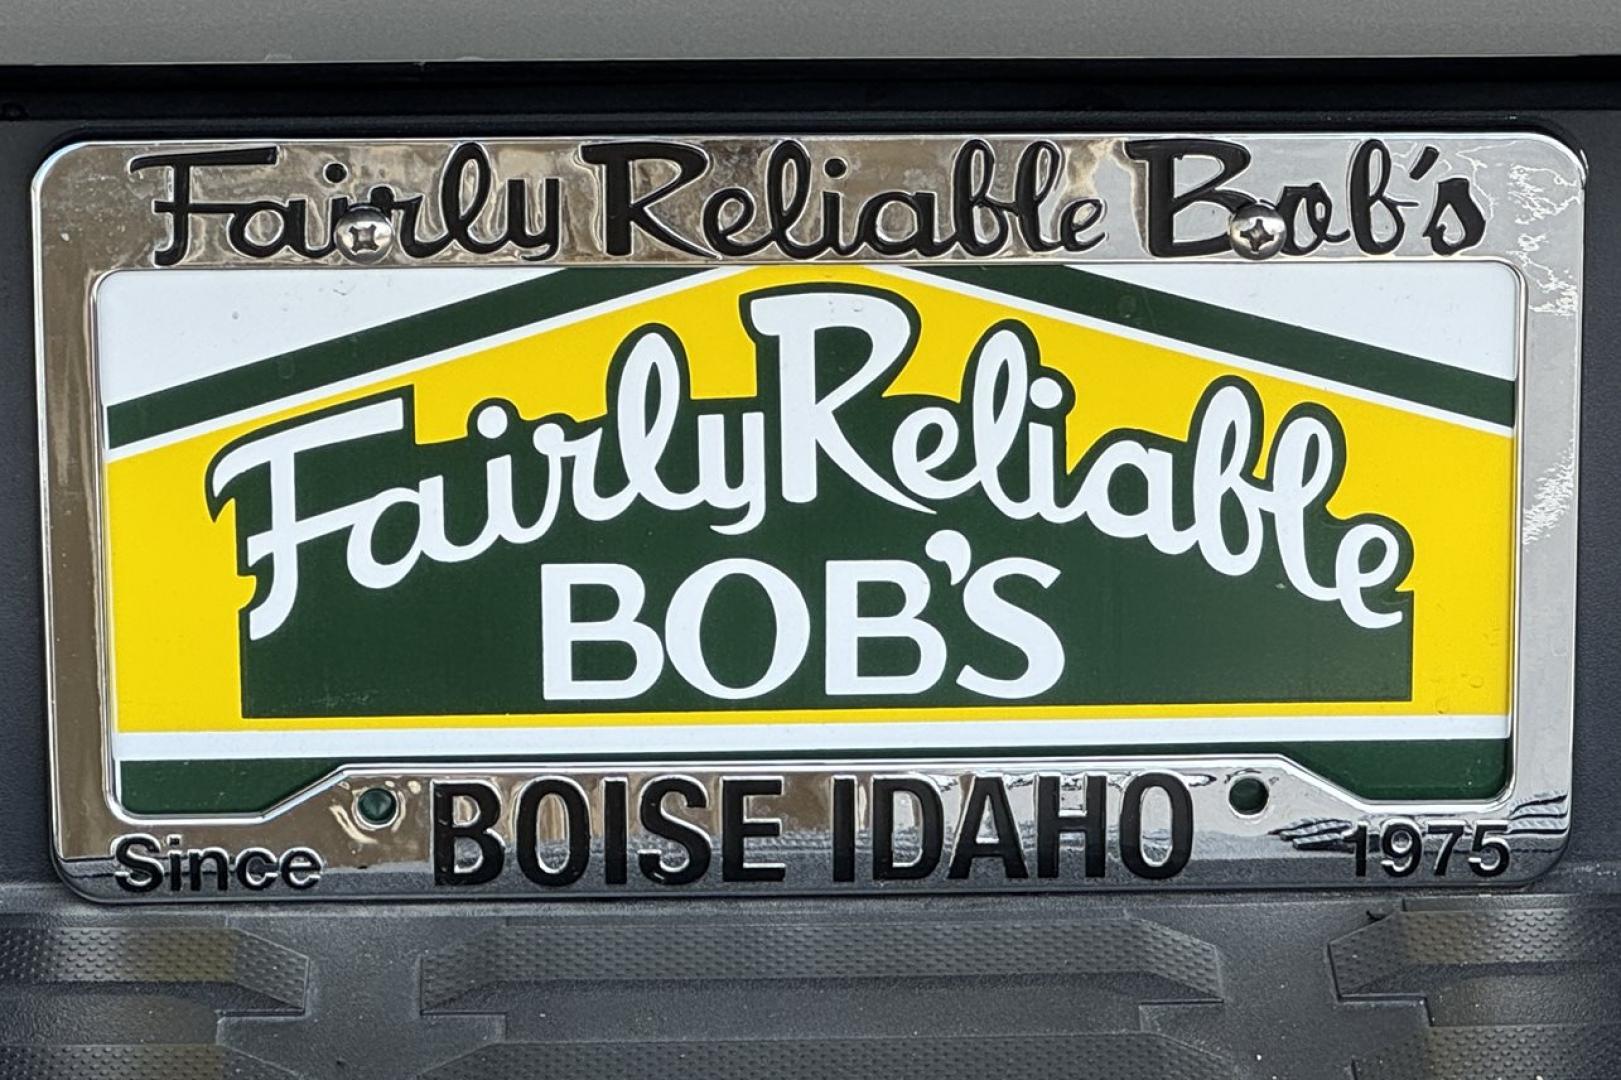 Fairly Reliable Bob's
Fairly Reliable
BOB'S
BOISE IDAHO
Since 1975